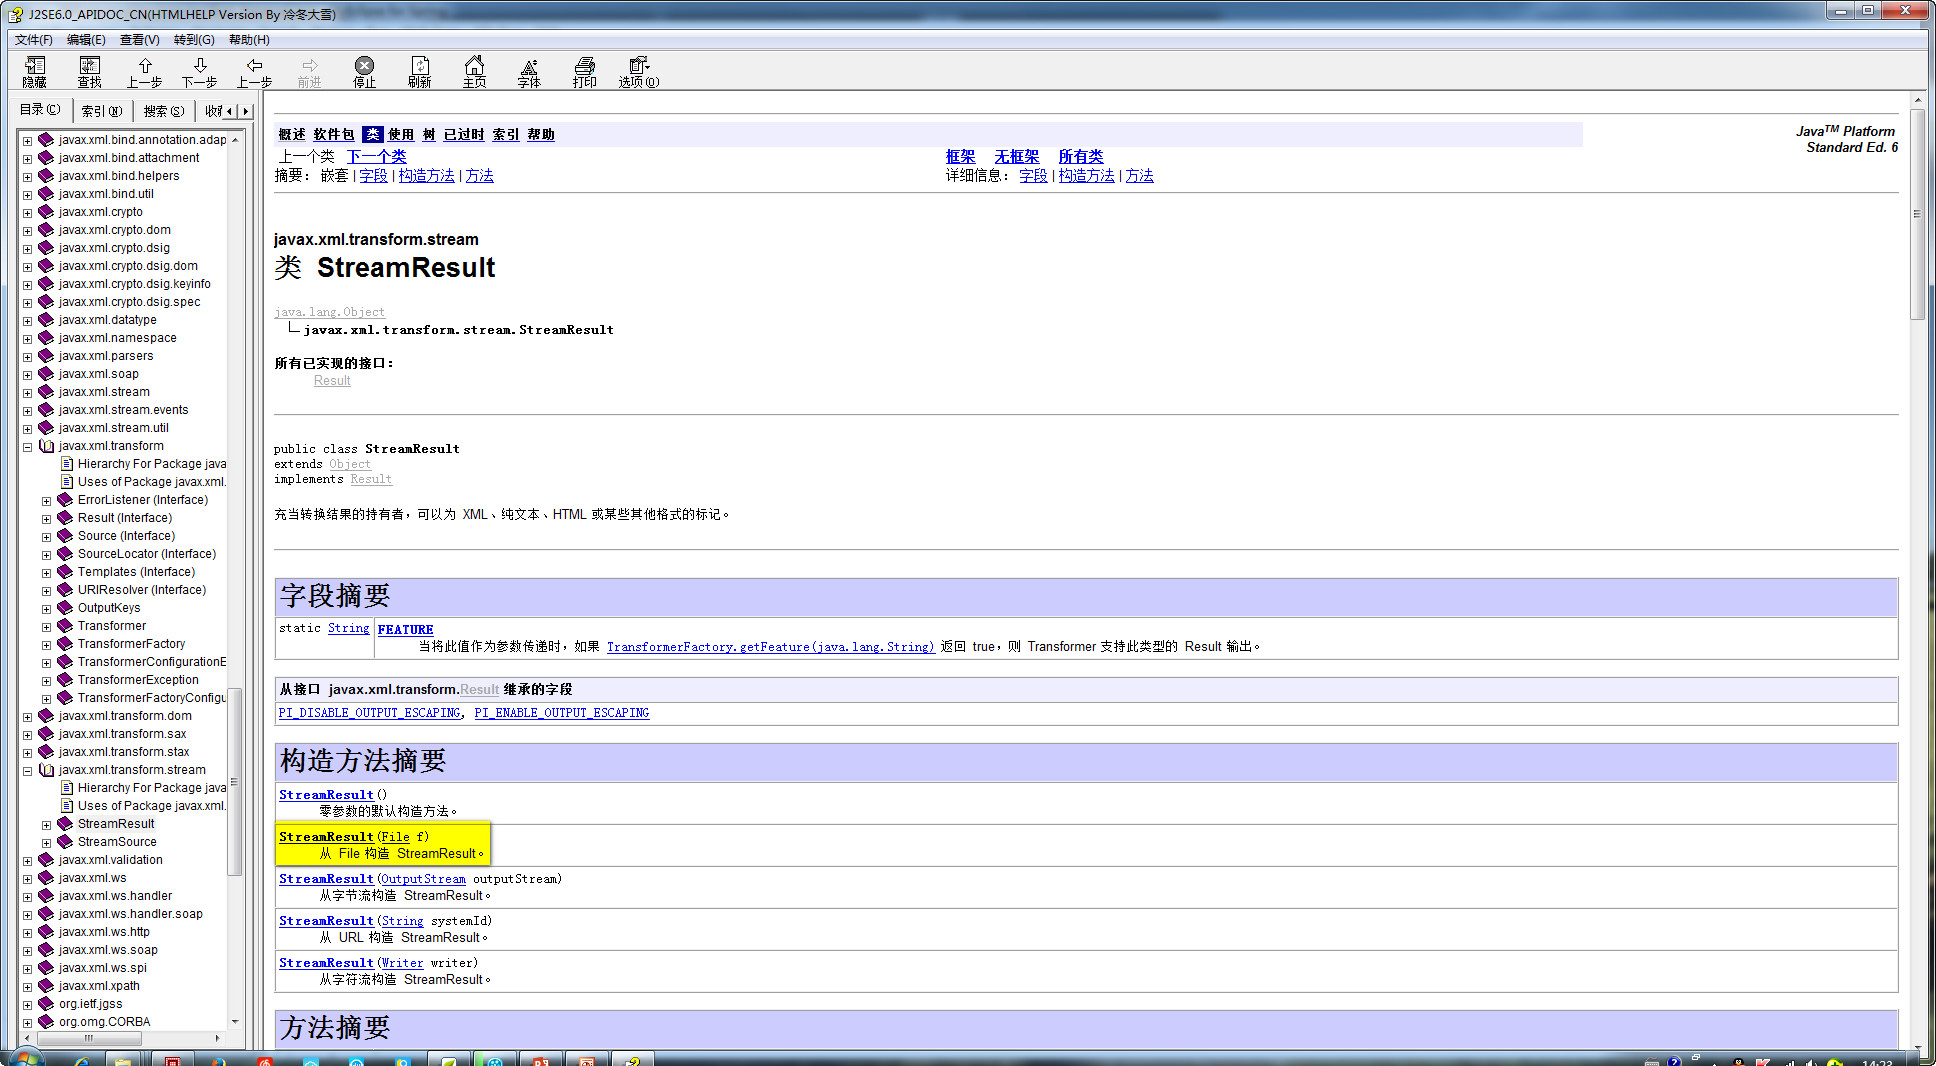 J2SE6.0_APIDOC_CN(HTMLHELP Version By 冷冬大雪)
文件(F) 编辑(E) 查看(V) 转到(G) 帮助(H)
隐藏 查找 上一步 下一步 上一步 前进 停止 刷新 主页 字体 打印 选项(O)
目录(C) 索引(N) 搜索(S)
javax.xml.bind.annotation.adap
javax.xml.bind.attachment
javax.xml.bind.helpers
javax.xml.bind.util
javax.xml.crypto
javax.xml.crypto.dom
javax.xml.crypto.dsig
javax.xml.crypto.dsig.dom
javax.xml.crypto.dsig.keyinfo
javax.xml.crypto.dsig.spec
javax.xml.datatype
javax.xml.namespace
javax.xml.parsers
javax.xml.soap
javax.xml.stream
javax.xml.stream.events
javax.xml.stream.util
javax.xml.transform
Hierarchy For Package java
Uses of Package javax.xml.
ErrorListener (Interface)
Result (Interface)
Source (Interface)
SourceLocator (Interface)
Templates (Interface)
URIResolver (Interface)
OutputKeys
Transformer
TransformerFactory
TransformerConfigurationE
TransformerException
TransformerFactoryConfigu
javax.xml.transform.dom
javax.xml.transform.sax
javax.xml.transform.stax
javax.xml.transform.stream
Hierarchy For Package java
Uses of Package javax.xml.
StreamResult
StreamSource
javax.xml.validation
javax.xml.ws
javax.xml.ws.handler
javax.xml.ws.handler.soap
javax.xml.ws.http
javax.xml.ws.soap
javax.xml.ws.spi
javax.xml.xpath
org.ietf.jgss
org.omg.CORBA
概述 软件包 类 使用 树 已过时 索引 帮助
Java™ Platform
Standard Ed. 6
上一个类 下一个类 框架 无框架 所有类
摘要： 嵌套 | 字段 | 构造方法 | 方法 详细信息： 字段 | 构造方法 | 方法
javax.xml.transform.stream
类 StreamResult
java.lang.Object
javax.xml.transform.stream.StreamResult
所有已实现的接口：
Result
public class StreamResult
extends Object
implements Result
充当转换结果的持有者，可以为 XML、纯文本、HTML 或某些其他格式的标记。
字段摘要
static String FEATURE
当将此值作为参数传递时，如果 TransformerFactory.getFeature(java.lang.String) 返回 true，则 Transformer 支持此类型的 Result 输出。
从接口 javax.xml.transform.Result 继承的字段
PI_DISABLE_OUTPUT_ESCAPING, PI_ENABLE_OUTPUT_ESCAPING
构造方法摘要
StreamResult()
零参数的默认构造方法。
StreamResult(File f)
从 File 构造 StreamResult。
StreamResult(OutputStream outputStream)
从字节流构造 StreamResult。
StreamResult(String systemId)
从 URL 构造 StreamResult。
StreamResult(Writer writer)
从字符流构造 StreamResult。
方法摘要